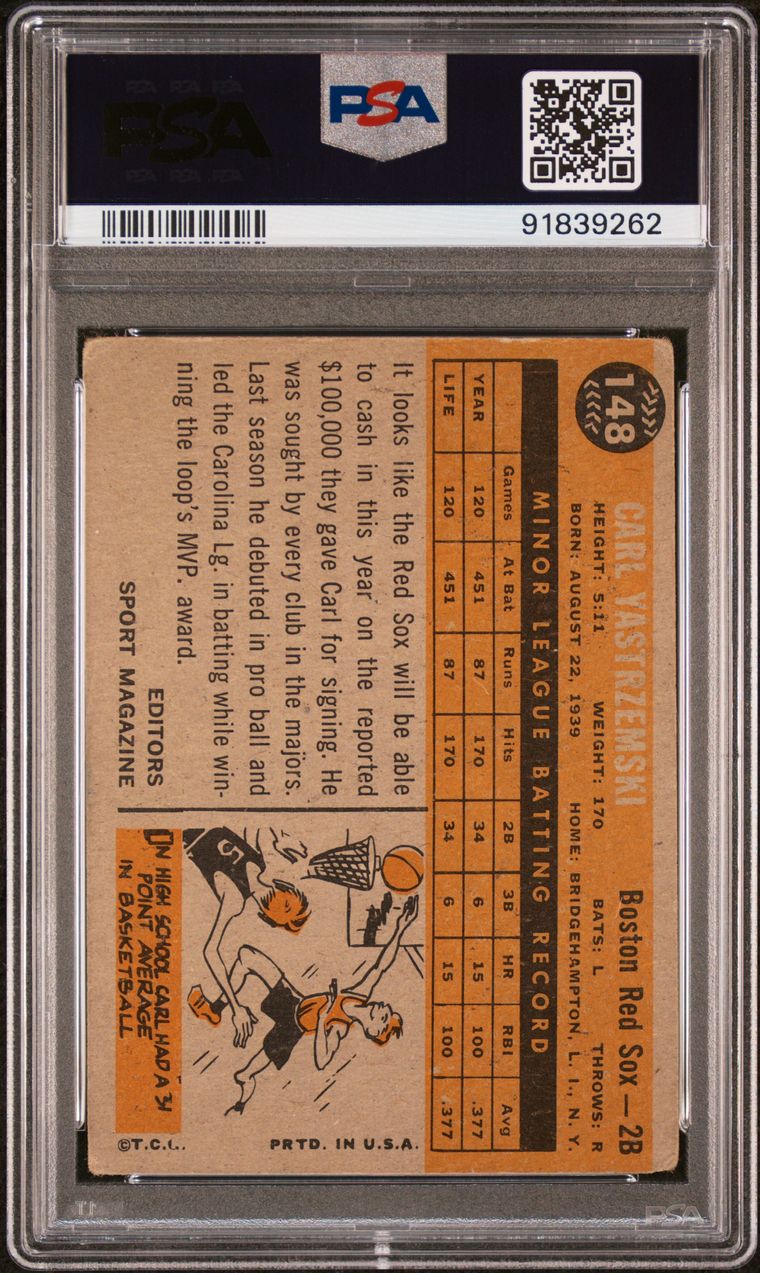 PSA
PSA
91839262
148
CARL YASTRZEMSKI
Boston Red Sox — 2B
HEIGHT: 5:11 WEIGHT: 170 BATS: L THROWS: R
BORN: AUGUST 22, 1939 HOME: BRIDGEHAMPTON, L. I., N. Y.
MINOR LEAGUE BATTING RECORD
Games At Bat Runs Hits 2B 3B HR RBI Avg
YEAR 120 451 87 170 34 6 15 100 .377
LIFE 120 451 87 170 34 6 15 100 .377
It looks like the Red Sox will be able
to cash in this year on the reported
$100,000 they gave Carl for signing. He
was sought by every club in the majors.
Last season he debuted in pro ball and
led the Carolina Lg. in batting while win-
ning the loop's MVP. award.
EDITORS
SPORT MAGAZINE
5
IN HIGH SCHOOL CARL HAD A 31
POINT AVERAGE
IN BASKETBALL
©T.C.G.
PRTD. IN U.S.A.
PSA